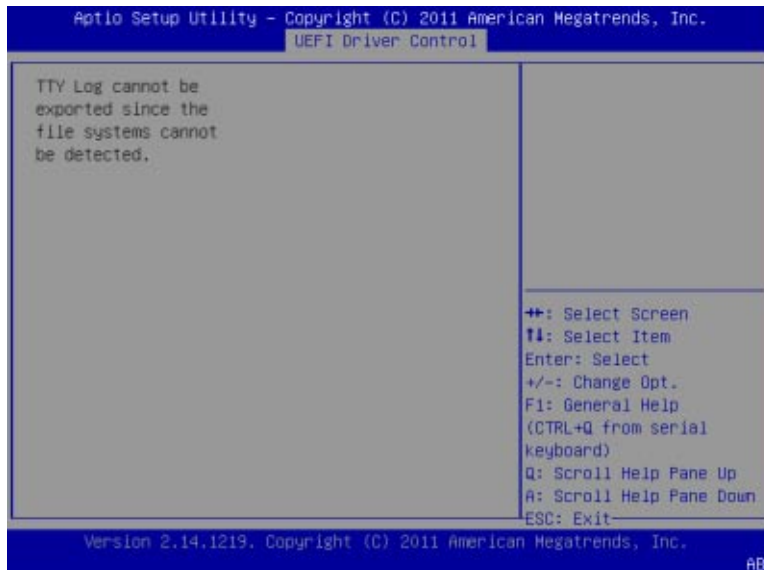 Aptio Setup Utility – Copyright (C) 2011 American Megatrends, Inc.
UEFI Driver Control
TTY Log cannot be
exported since the
file systems cannot
be detected.
→←: Select Screen
↑↓: Select Item
Enter: Select
+/-: Change Opt.
F1: General Help
(CTRL+Q from serial
keyboard)
Q: Scroll Help Pane Up
A: Scroll Help Pane Down
ESC: Exit
Version 2.14.1219. Copyright (C) 2011 American Megatrends, Inc.
AB